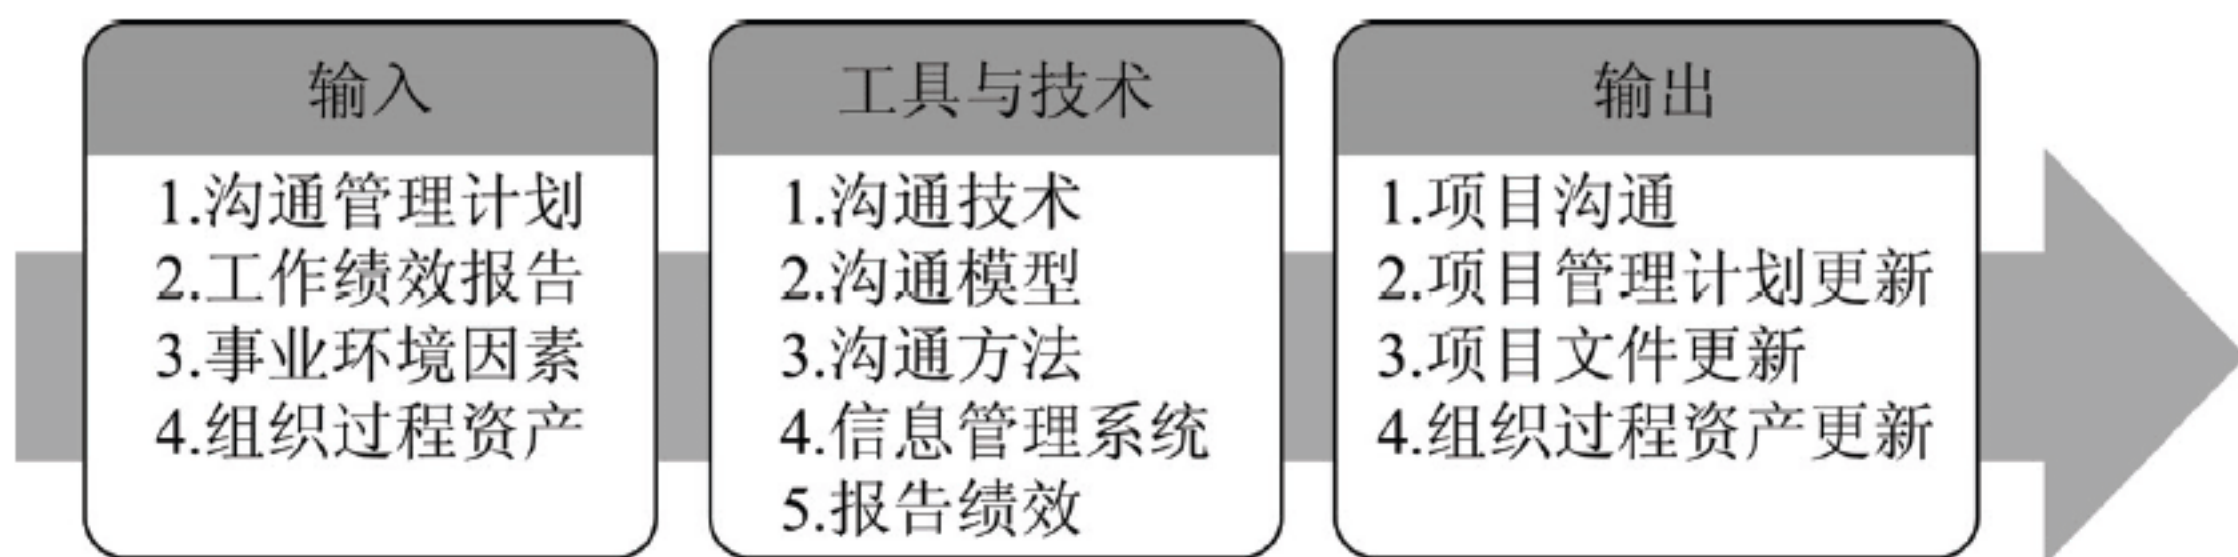 输入
1.沟通管理计划
2.工作绩效报告
3.事业环境因素
4.组织过程资产
工具与技术
1.沟通技术
2.沟通模型
3.沟通方法
4.信息管理系统
5.报告绩效
输出
1.项目沟通
2.项目管理计划更新
3.项目文件更新
4.组织过程资产更新